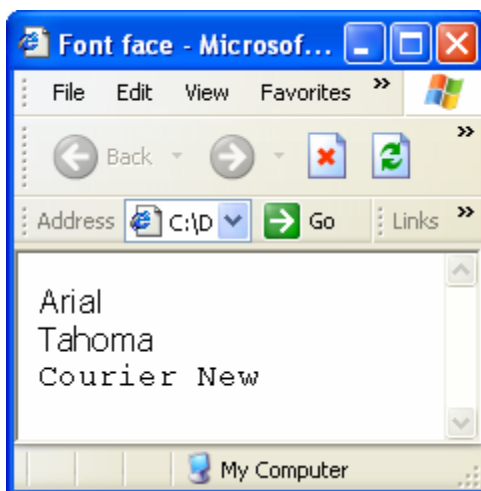 Font face - Microsof...
File Edit View Favorites »
Back »
Address C:\D Go Links »
Arial
Tahoma
Courier New
My Computer